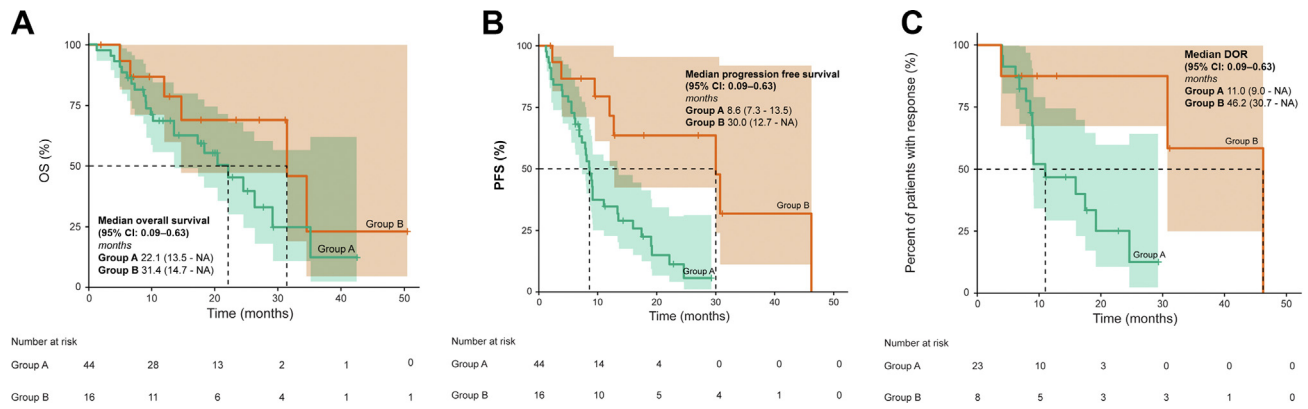 A
OS (%)
100
75
50
25
0
Median overall survival
(95% CI: 0.09–0.63)
months
Group A 22.1 (13.5 - NA)
Group B 31.4 (14.7 - NA)
Group B
Group A
0 10 20 30 40 50
Time (months)
Number at risk
Group A 44 28 13 2 1 0
Group B 16 11 6 4 1 1
B
PFS (%)
100
75
50
25
0
Median progression free survival
(95% CI: 0.09–0.63)
months
Group A 8.6 (7.3 - 13.5)
Group B 30.0 (12.7 - NA)
Group B
Group A
0 10 20 30 40 50
Time (months)
Number at risk
Group A 44 14 4 0 0 0
Group B 16 10 5 4 1 0
C
Percent of patients with response (%)
100
75
50
25
0
Median DOR
(95% CI: 0.09–0.63)
months
Group A 11.0 (9.0 - NA)
Group B 46.2 (30.7 - NA)
Group B
Group A
0 10 20 30 40 50
Time (months)
Number at risk
Group A 23 10 3 0 0 0
Group B 8 5 3 3 1 0